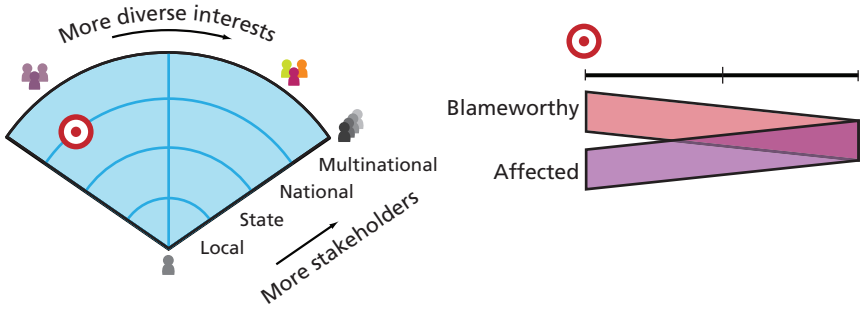 More diverse interests
Multinational
National
State
Local
More stakeholders
Blameworthy
Affected